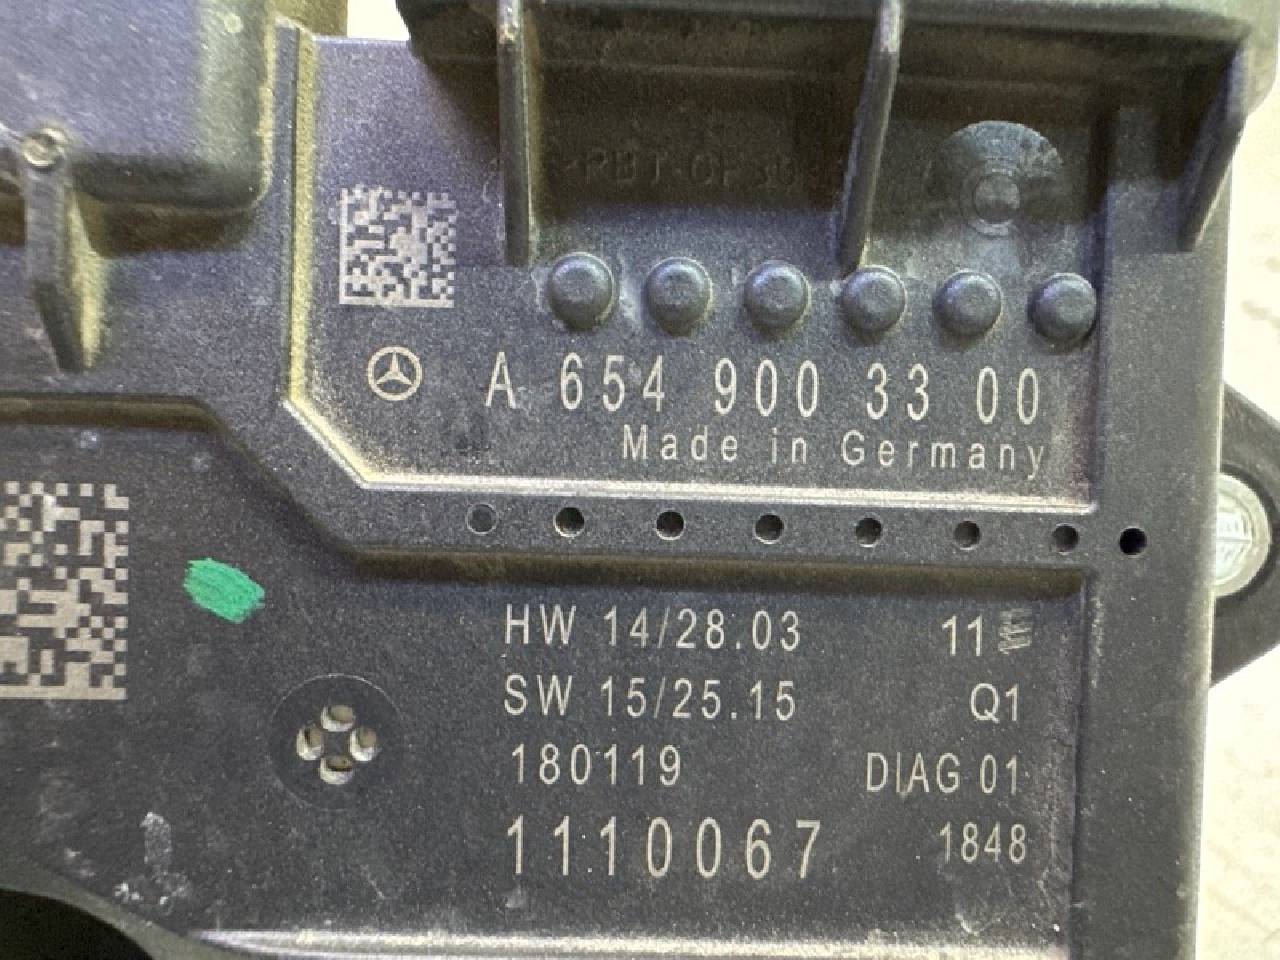 A 654 900 33 00
Made in Germany
HW 14/28.03 11
SW 15/25.15 Q1
180119 DIAG 01
1110067 1848